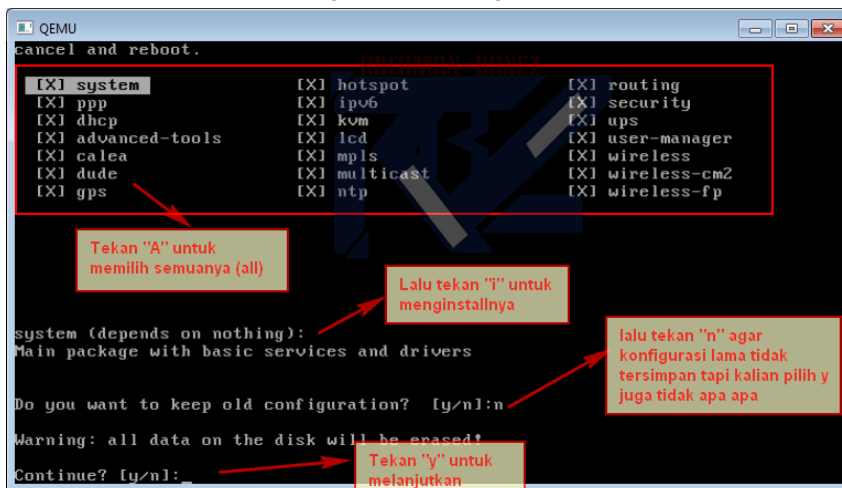 QEMU
cancel and reboot.
[X] system [X] hotspot [X] routing
[X] ppp [X] ipv6 [X] security
[X] dhcp [X] kvm [X] ups
[X] advanced-tools [X] lcd [X] user-manager
[X] calea [X] mpls [X] wireless
[X] dude [X] multicast [X] wireless-cm2
[X] gps [X] ntp [X] wireless-fp
Tekan "A" untuk
memilih semuanya (all)
Lalu tekan "i" untuk
menginstallnya
system (depends on nothing):
Main package with basic services and drivers
lalu tekan "n" agar
konfigurasi lama tidak
tersimpan tapi kalian pilih y
juga tidak apa apa
Do you want to keep old configuration? [y/n]:n
Warning: all data on the disk will be erased!
Tekan "y" untuk
melanjutkan
Continue? [y/n]:_